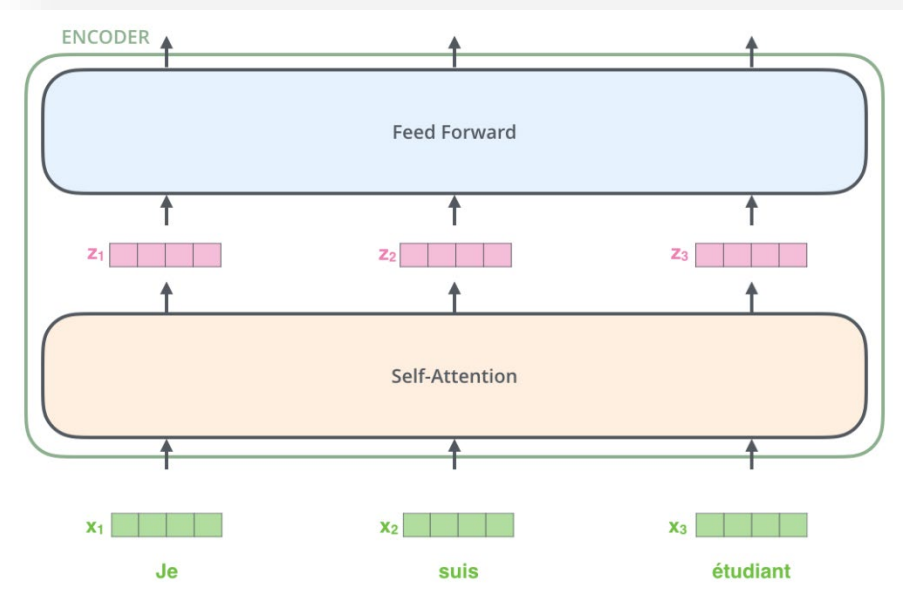 ENCODER
Feed Forward
z₁ z₂ z₃
Self-Attention
x₁ x₂ x₃
Je suis étudiant